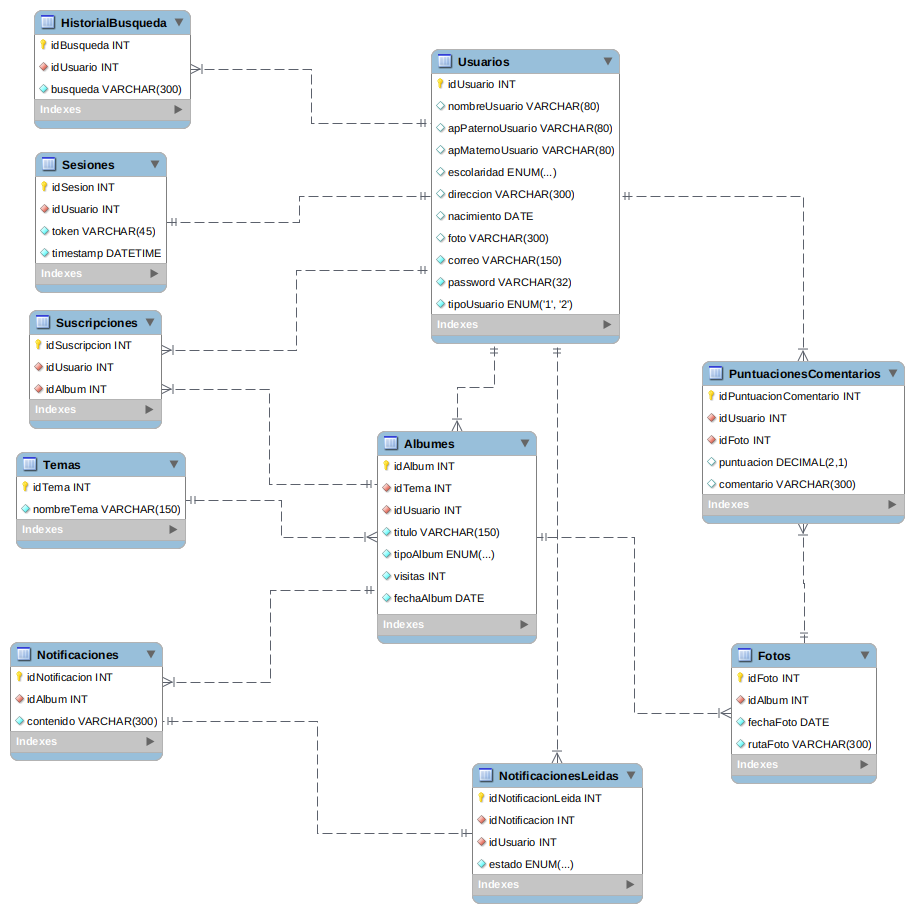 HistorialBusqueda
idBusqueda INT
idUsuario INT
busqueda VARCHAR(300)
Indexes
Sesiones
idSesion INT
idUsuario INT
token VARCHAR(45)
timestamp DATETIME
Indexes
Suscripciones
idSuscripcion INT
idUsuario INT
idAlbum INT
Indexes
Temas
idTema INT
nombreTema VARCHAR(150)
Indexes
Notificaciones
idNotificacion INT
idAlbum INT
contenido VARCHAR(300)
Indexes
Usuarios
idUsuario INT
nombreUsuario VARCHAR(80)
apPaternoUsuario VARCHAR(80)
apMaternoUsuario VARCHAR(80)
escolaridad ENUM(...)
direccion VARCHAR(300)
nacimiento DATE
foto VARCHAR(300)
correo VARCHAR(150)
password VARCHAR(32)
tipoUsuario ENUM('1', '2')
Indexes
Albumes
idAlbum INT
idTema INT
idUsuario INT
titulo VARCHAR(150)
tipoAlbum ENUM(...)
visitas INT
fechaAlbum DATE
Indexes
NotificacionesLeidas
idNotificacionLeida INT
idNotificacion INT
idUsuario INT
estado ENUM(...)
Indexes
PuntuacionesComentarios
idPuntuacionComentario INT
idUsuario INT
idFoto INT
puntuacion DECIMAL(2,1)
comentario VARCHAR(300)
Indexes
Fotos
idFoto INT
idAlbum INT
fechaFoto DATE
rutaFoto VARCHAR(300)
Indexes